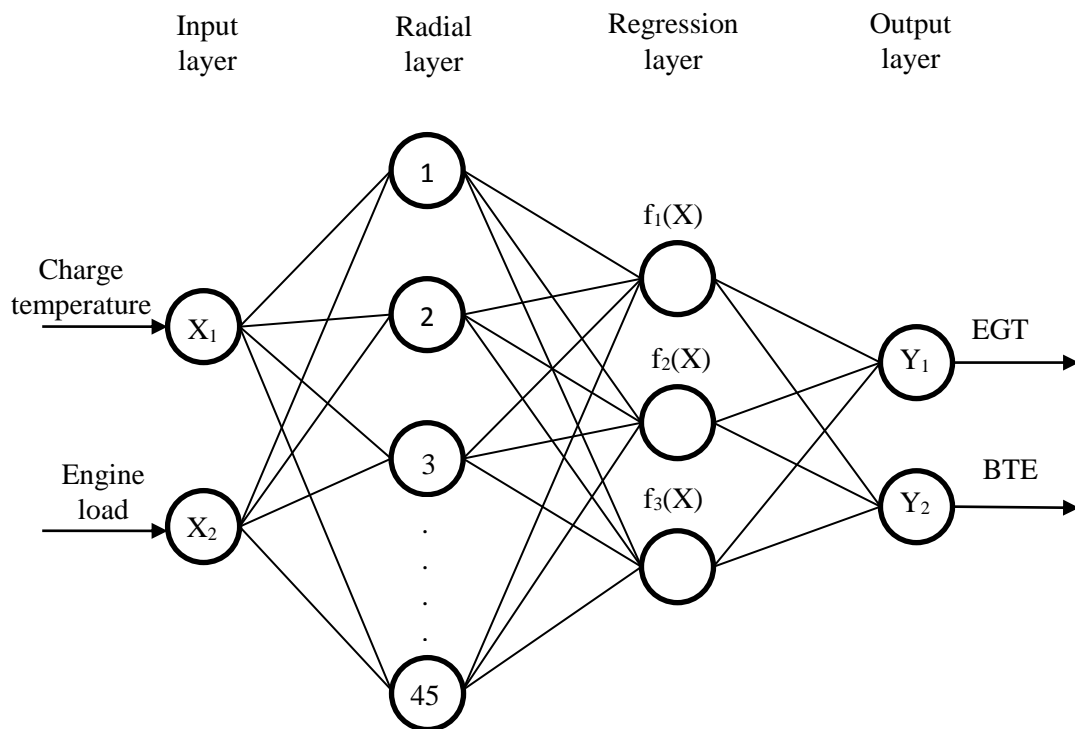 Input
layer
Radial
layer
Regression
layer
Output
layer
1
f₁(X)
Charge
temperature
X₁
2
EGT
Y₁
f₂(X)
3
Engine
load
X₂
f₃(X)
BTE
Y₂
.
.
.
.
.
45